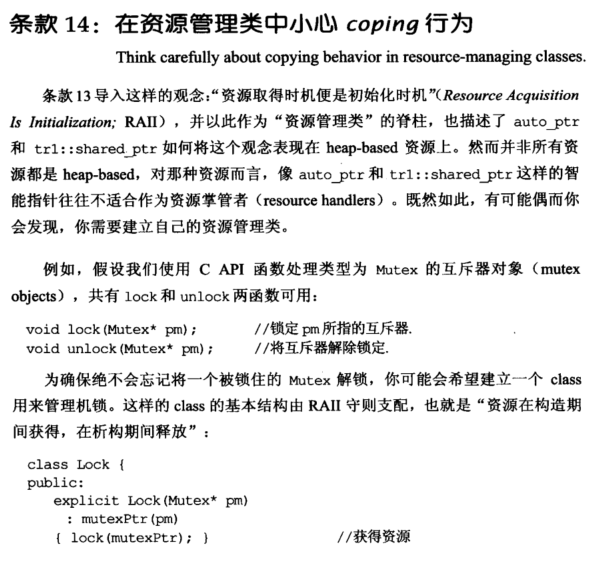 条款 14：在资源管理类中小心 coping 行为
Think carefully about copying behavior in resource-managing classes.
条款 13 导入这样的观念：“资源取得时机便是初始化时机”（Resource Acquisition
Is Initialization; RAII），并以此作为“资源管理类”的脊柱，也描述了 auto_ptr
和 tr1::shared_ptr 如何将这个观念表现在 heap-based 资源上。然而并非所有资
源都是 heap-based，对那种资源而言，像 auto_ptr 和 tr1::shared_ptr 这样的智
能指针往往不适合作为资源掌管者（resource handlers）。既然如此，有可能偶而你
会发现，你需要建立自己的资源管理类。
例如，假设我们使用 C API 函数处理类型为 Mutex 的互斥器对象（mutex
objects），共有 lock 和 unlock 两函数可用：
void lock(Mutex* pm); //锁定 pm 所指的互斥器.
void unlock(Mutex* pm); //将互斥器解除锁定.
为确保绝不会忘记将一个被锁住的 Mutex 解锁，你可能会希望建立一个 class
用来管理机锁。这样的 class 的基本结构由 RAII 守则支配，也就是“资源在构造期
间获得，在析构期间释放”：
class Lock {
public:
explicit Lock(Mutex* pm)
: mutexPtr(pm)
{ lock(mutexPtr); } //获得资源